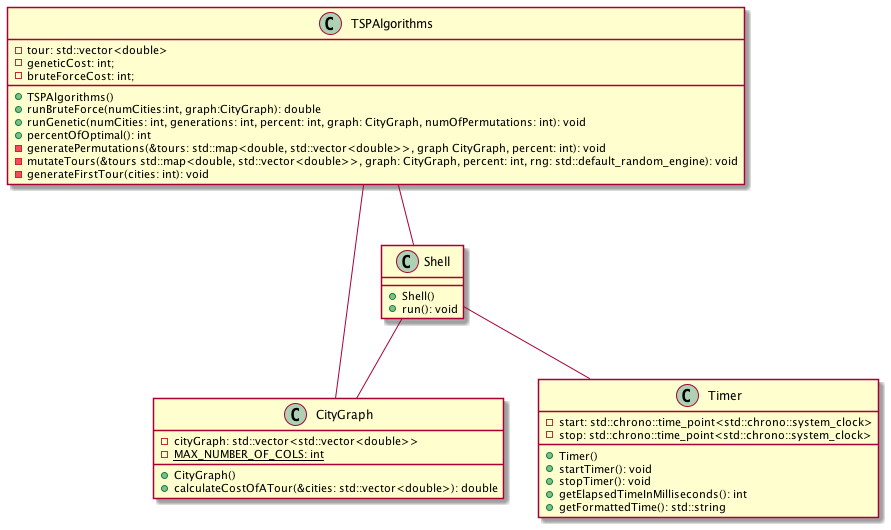 C TSPAlgorithms
tour: std::vector<double>
geneticCost: int;
bruteForceCost: int;
TSPAlgorithms()
runBruteForce(numCities:int, graph:CityGraph): double
runGenetic(numCities: int, generations: int, percent: int, graph: CityGraph, numOfPermutations: int): void
percentOfOptimal(): int
generatePermutations(&tours: std::map<double, std::vector<double>>, graph CityGraph, percent: int): void
mutateTours(&tours std::map<double, std::vector<double>>, graph: CityGraph, percent: int, rng: std::default_random_engine): void
generateFirstTour(cities: int): void
C Shell
Shell()
run(): void
C CityGraph
cityGraph: std::vector<std::vector<double>>
MAX_NUMBER_OF_COLS: int
CityGraph()
calculateCostOfATour(&cities: std::vector<double>): double
C Timer
start: std::chrono::time_point<std::chrono::system_clock>
stop: std::chrono::time_point<std::chrono::system_clock>
Timer()
startTimer(): void
stopTimer(): void
getElapsedTimeInMilliseconds(): int
getFormattedTime(): std::string